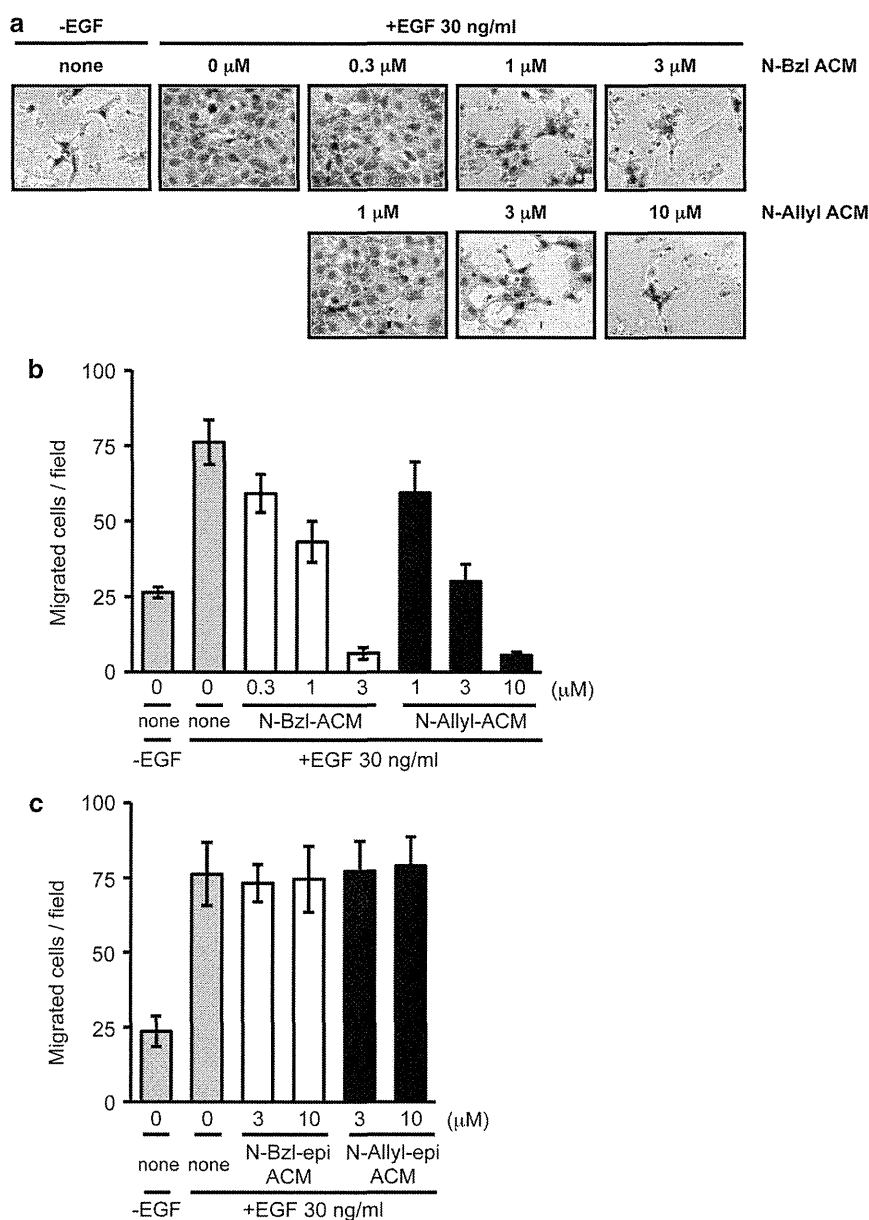 a
-EGF +EGF 30 ng/ml
none 0 μM 0.3 μM 1 μM 3 μM N-Bzl ACM
1 μM 3 μM 10 μM N-Allyl ACM
b
100
75
50
25
0
Migrated cells / field
0 0 0.3 1 3 1 3 10 (μM)
none none N-Bzl-ACM N-Allyl-ACM
-EGF +EGF 30 ng/ml
c
100
75
50
25
0
Migrated cells / field
0 0 3 10 3 10 (μM)
none none N-Bzl-epi N-Allyl-epi
ACM ACM
-EGF +EGF 30 ng/ml